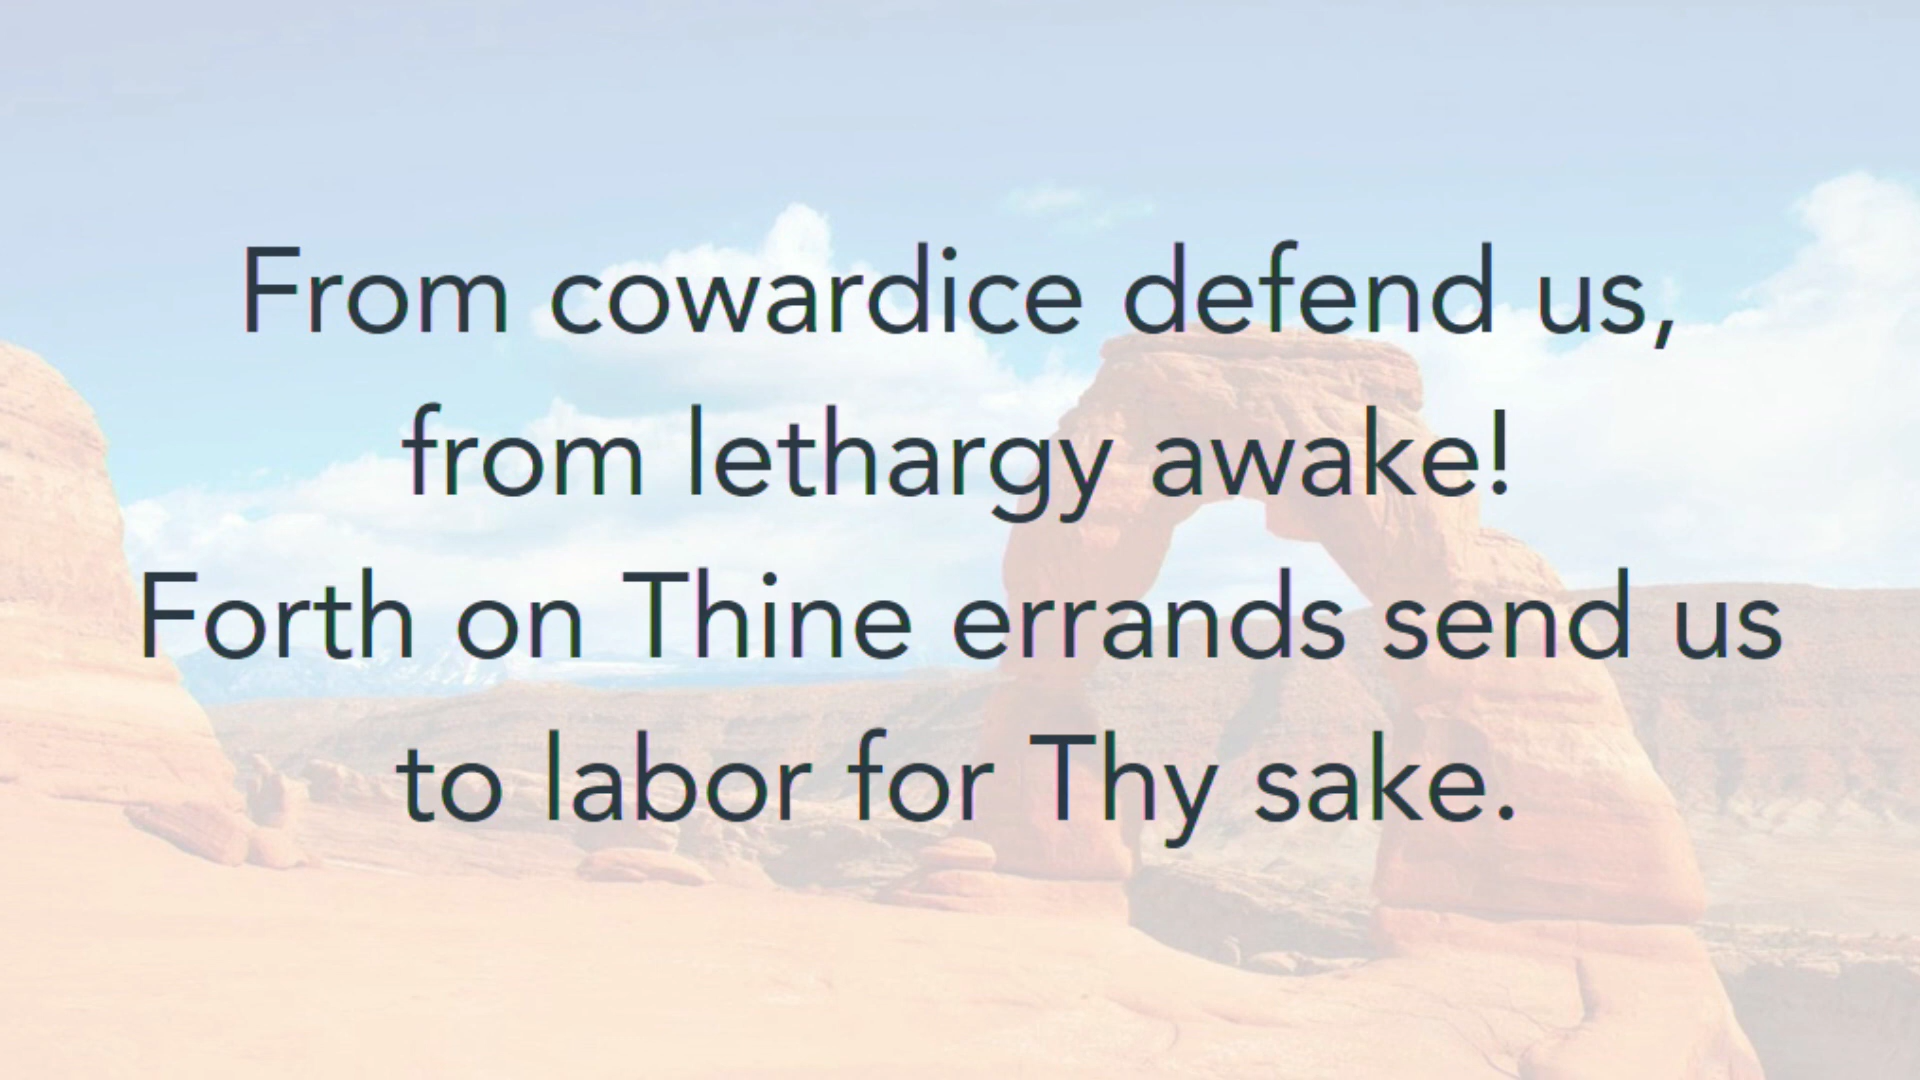 From cowardice defend us,
from lethargy awake!
Forth on Thine errands send us
to labor for Thy sake.